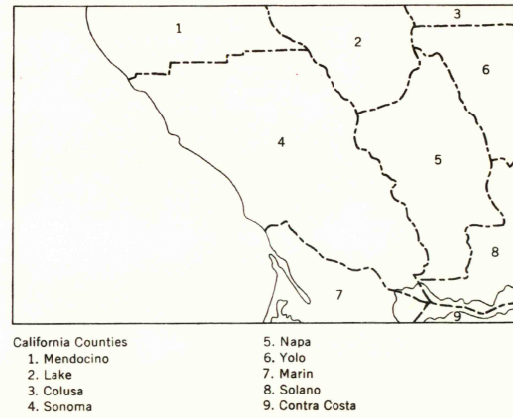 1
3
2
6
4
5
8
7
9
California Counties
1. Mendocino
2. Lake
3. Colusa
4. Sonoma
5. Napa
6. Yolo
7. Marin
8. Solano
9. Contra Costa